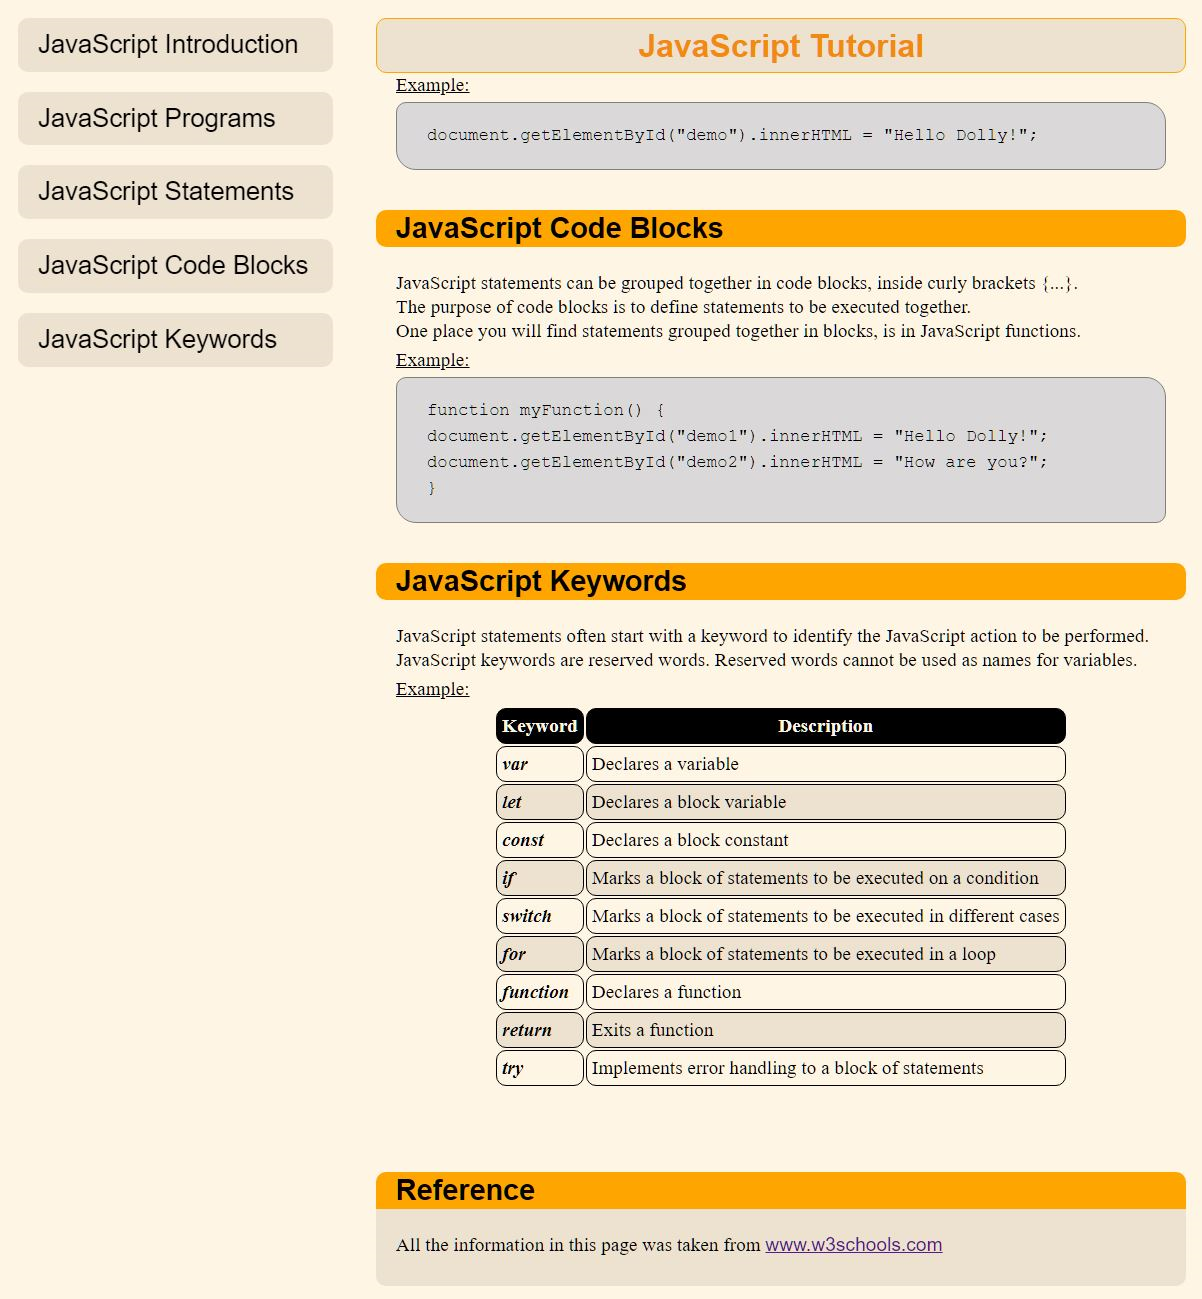 JavaScript Introduction
JavaScript Programs
JavaScript Statements
JavaScript Code Blocks
JavaScript Keywords
JavaScript Tutorial
Example:
document.getElementById("demo").innerHTML = "Hello Dolly!";
JavaScript Code Blocks
JavaScript statements can be grouped together in code blocks, inside curly brackets {...}.
The purpose of code blocks is to define statements to be executed together.
One place you will find statements grouped together in blocks, is in JavaScript functions.
Example:
function myFunction() {
document.getElementById("demo1").innerHTML = "Hello Dolly!";
document.getElementById("demo2").innerHTML = "How are you?";
}
JavaScript Keywords
JavaScript statements often start with a keyword to identify the JavaScript action to be performed.
JavaScript keywords are reserved words. Reserved words cannot be used as names for variables.
Example:
Keyword Description
var Declares a variable
let Declares a block variable
const Declares a block constant
if Marks a block of statements to be executed on a condition
switch Marks a block of statements to be executed in different cases
for Marks a block of statements to be executed in a loop
function Declares a function
return Exits a function
try Implements error handling to a block of statements
Reference
All the information in this page was taken from www.w3schools.com